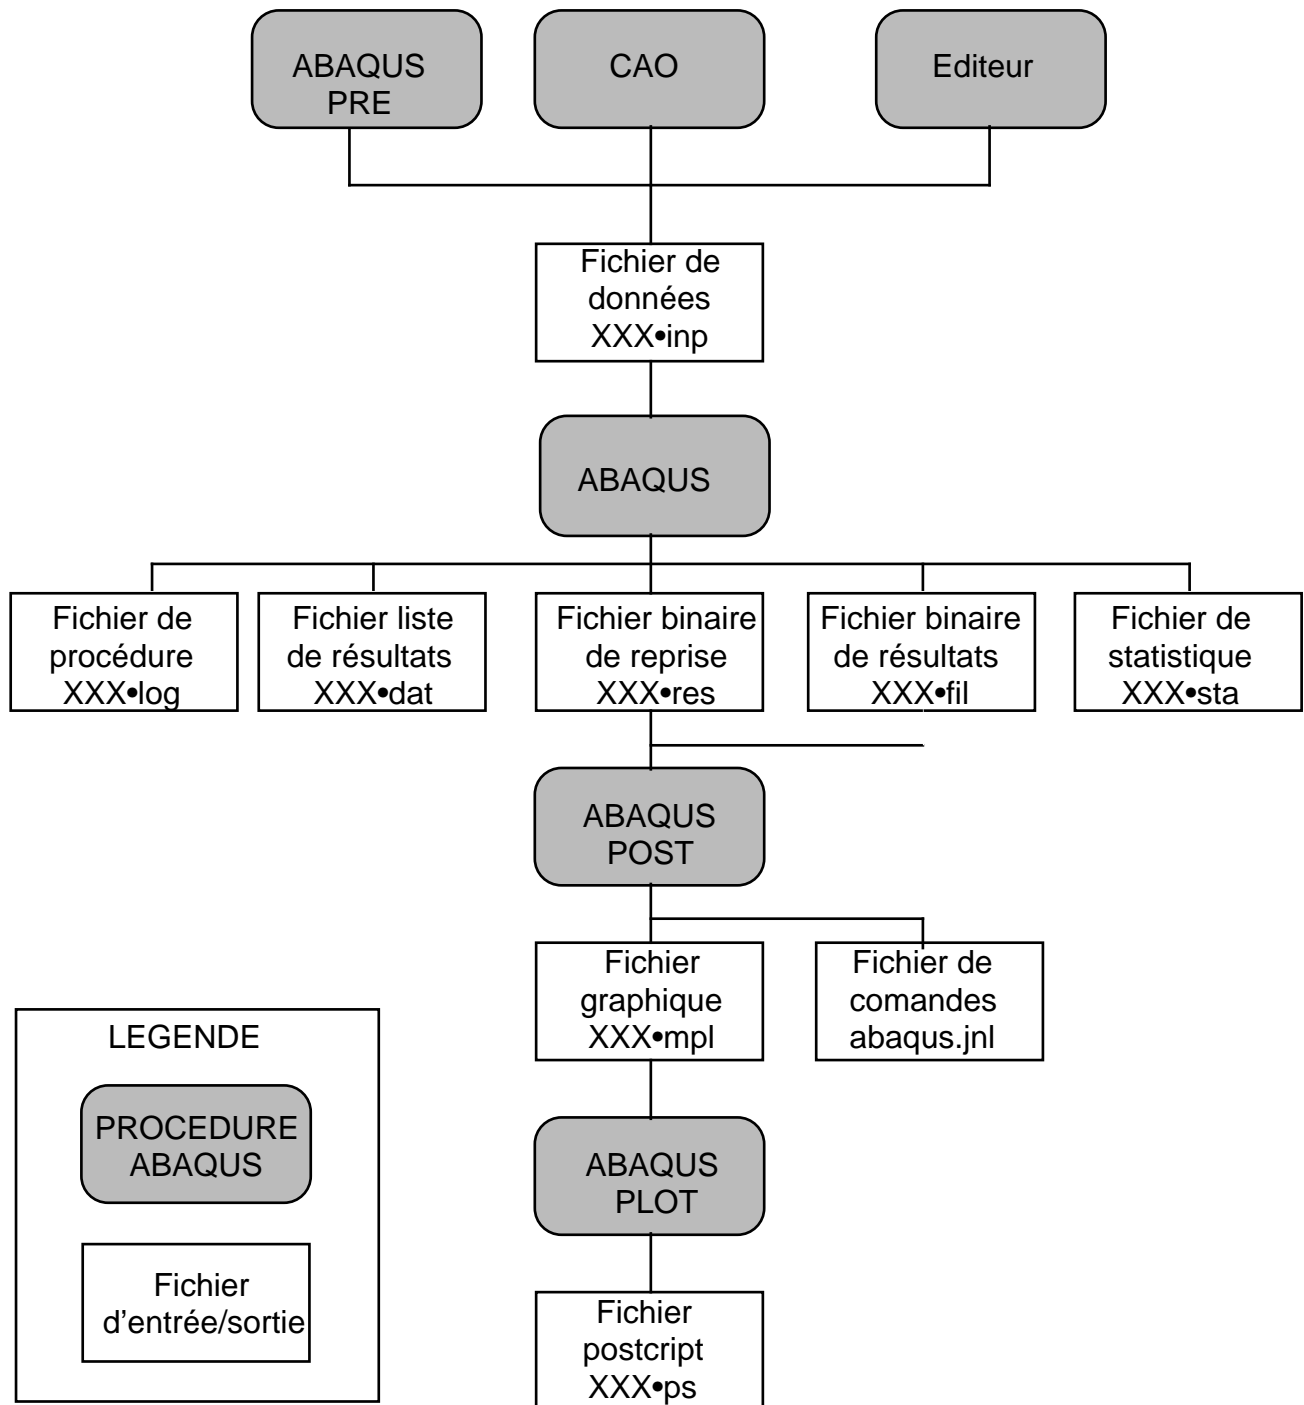 ABAQUS
PRE
CAO
Editeur
Fichier de
données
XXX•inp
ABAQUS
Fichier de
procédure
XXX•log
Fichier liste
de résultats
XXX•dat
Fichier binaire
de reprise
XXX•res
Fichier binaire
de résultats
XXX•fil
Fichier de
statistique
XXX•sta
ABAQUS
POST
Fichier
graphique
XXX•mpl
Fichier de
comandes
abaqus.jnl
LEGENDE
PROCEDURE
ABAQUS
Fichier
d'entrée/sortie
ABAQUS
PLOT
Fichier
postcript
XXX•ps